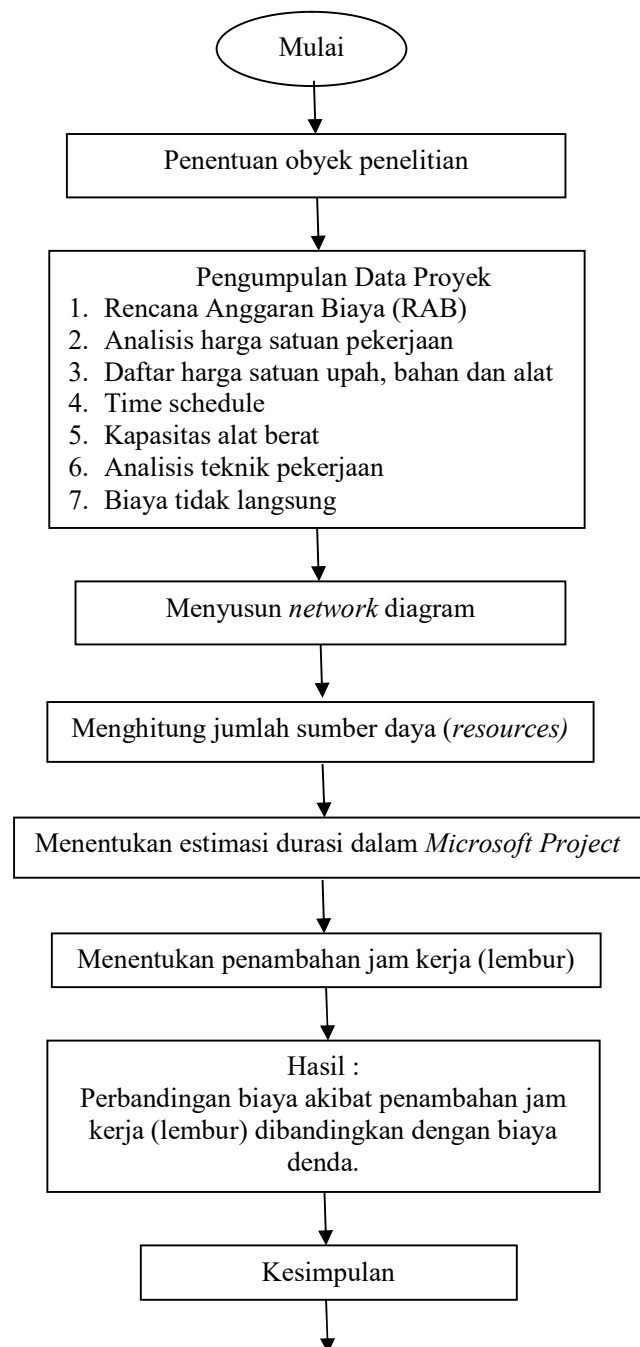 Mulai
Penentuan obyek penelitian
Pengumpulan Data Proyek
1. Rencana Anggaran Biaya (RAB)
2. Analisis harga satuan pekerjaan
3. Daftar harga satuan upah, bahan dan alat
4. Time schedule
5. Kapasitas alat berat
6. Analisis teknik pekerjaan
7. Biaya tidak langsung
Menyusun network diagram
Menghitung jumlah sumber daya (resources)
Menentukan estimasi durasi dalam Microsoft Project
Menentukan penambahan jam kerja (lembur)
Hasil :
Perbandingan biaya akibat penambahan jam
kerja (lembur) dibandingkan dengan biaya
denda.
Kesimpulan